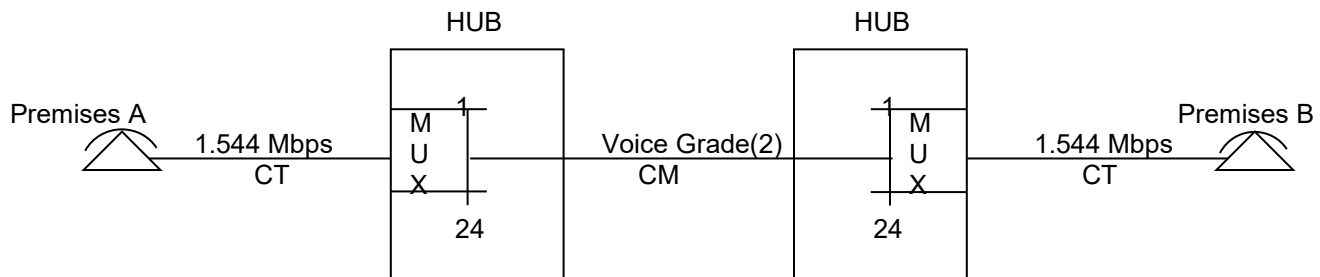 HUB HUB
1 1
Premises A Premises B
M M
1.544 Mbps Voice Grade(2) 1.544 Mbps
U U
CT CM CT
X X
24 24